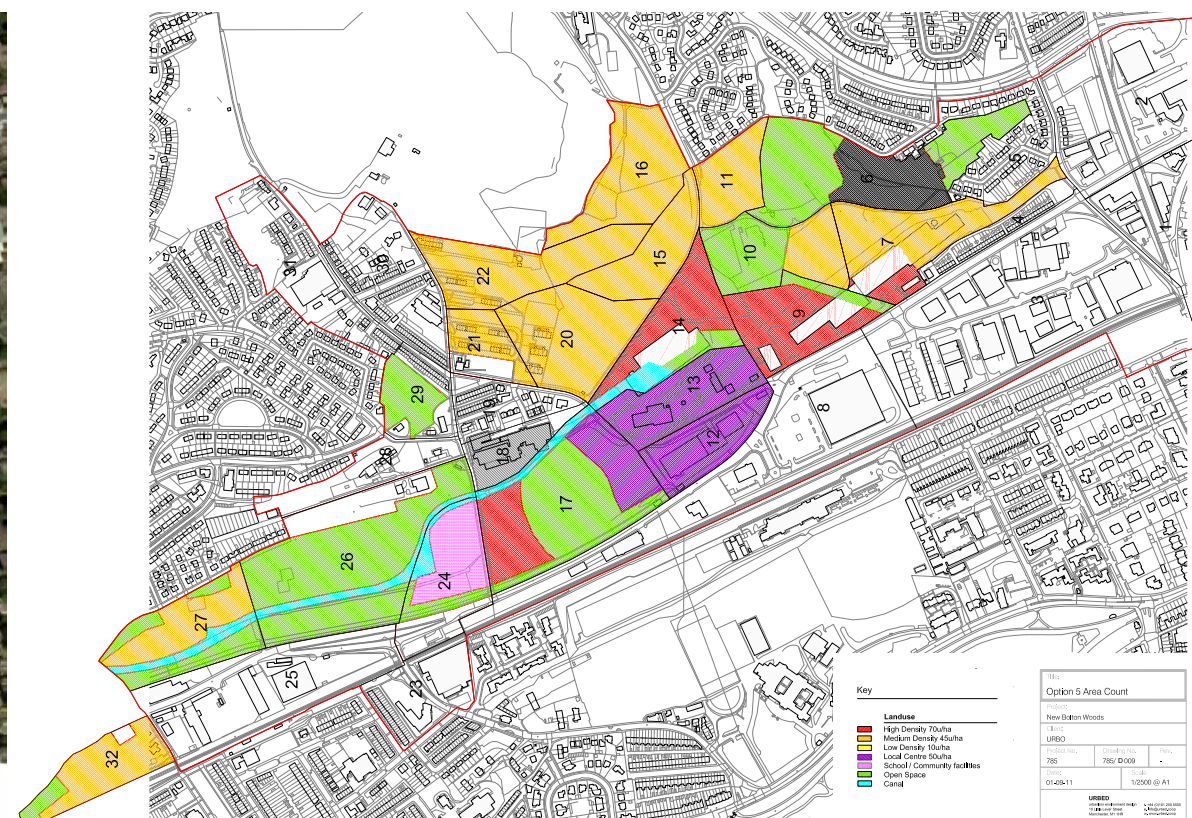 16
11
2
6
5
22
31
30
15
10
7
4
1
21
20
14
9
3
29
19
13
28
18
12
8
17
26
24
27
25
23
32
Key
Landuse
High Density 70u/ha
Medium Density 45u/ha
Low Density 10u/ha
Local Centre 50u/ha
School / Community facilities
Open Space
Canal
Title:
Option 5 Area Count
Project:
New Bolton Woods
Client:
URBO
Project No. Drawing No. Rev.
785 785/ D 009 -
Date: Scale:
01-09-11 1/2500 @ A1
URBED